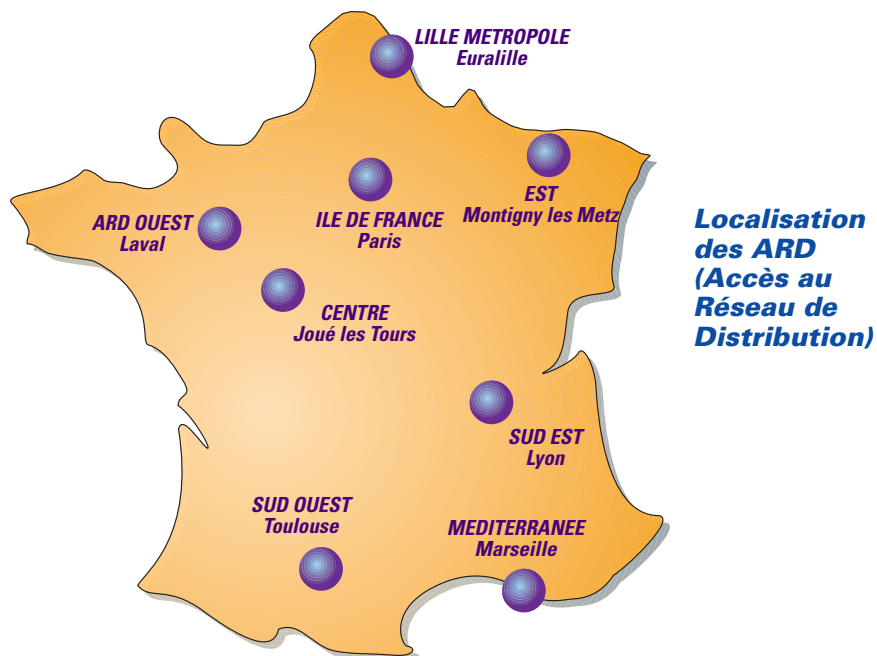 LILLE METROPOLE
Euralille
EST
Montigny les Metz
ILE DE FRANCE
Paris
ARD OUEST
Laval
CENTRE
Joué les Tours
SUD EST
Lyon
SUD OUEST
Toulouse
MEDITERRANEE
Marseille
Localisation
des ARD
(Accès au
Réseau de
Distribution)